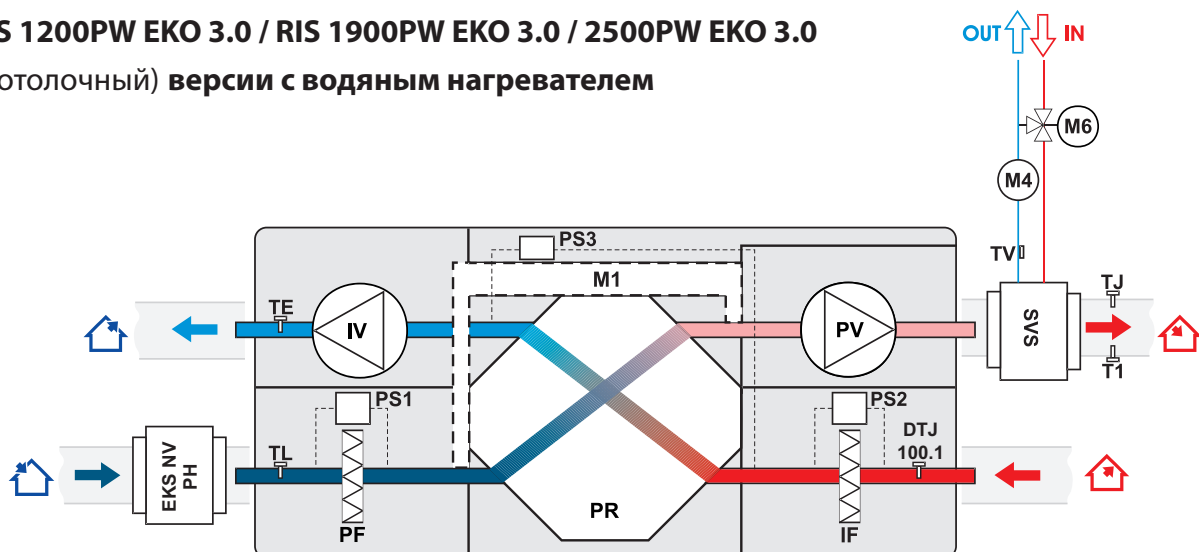 S 1200PW EKO 3.0 / RIS 1900PW EKO 3.0 / 2500PW EKO 3.0
отолочный) версии с водяным нагревателем
OUT IN
M6
M4
PS3
TV
M1
TJ
TE
IV
PV
SVS
T1
PS1
PS2
TL
DTJ
100.1
EKS NV
PH
PR
PF
IF